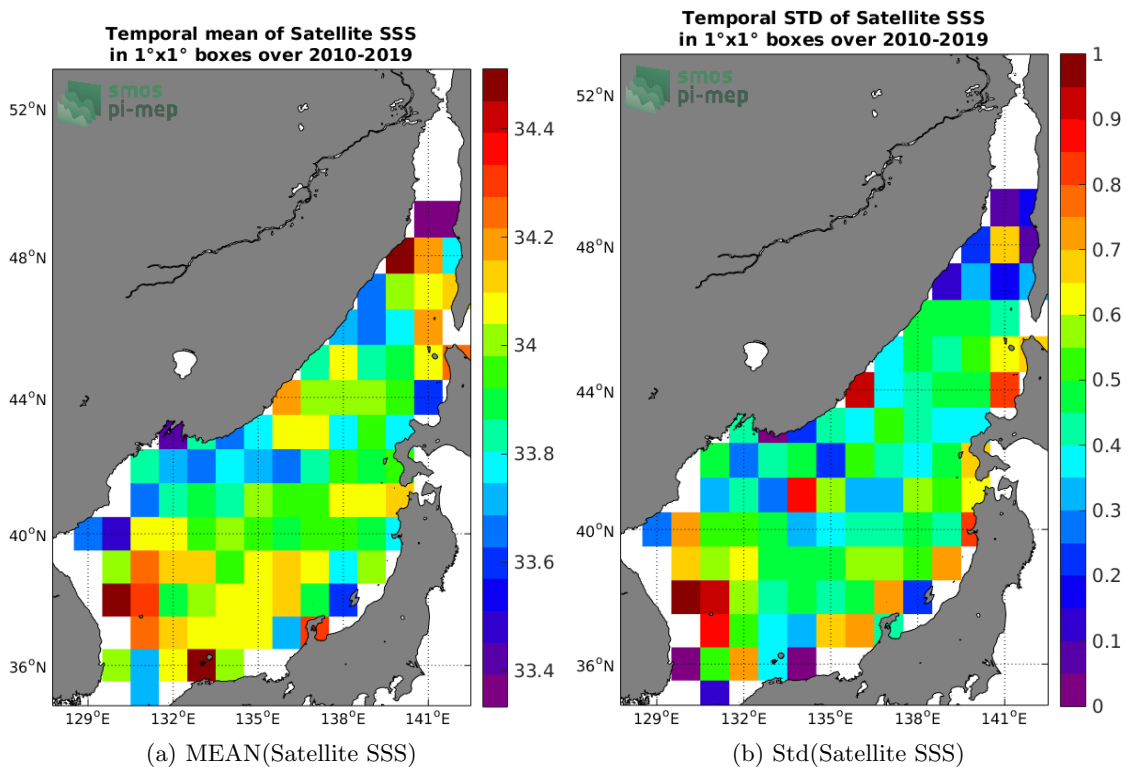 Temporal mean of Satellite SSS
in 1°x1° boxes over 2010-2019
smos
pi-mep
52°N
48°N
44°N
40°N
36°N
129°E
132°E
135°E
138°E
141°E
34.4
34.2
34
33.8
33.6
33.4
(a) MEAN(Satellite SSS)
Temporal STD of Satellite SSS
in 1°x1° boxes over 2010-2019
smos
pi-mep
52°N
48°N
44°N
40°N
36°N
129°E
132°E
135°E
138°E
141°E
1
0.9
0.8
0.7
0.6
0.5
0.4
0.3
0.2
0.1
0
(b) Std(Satellite SSS)